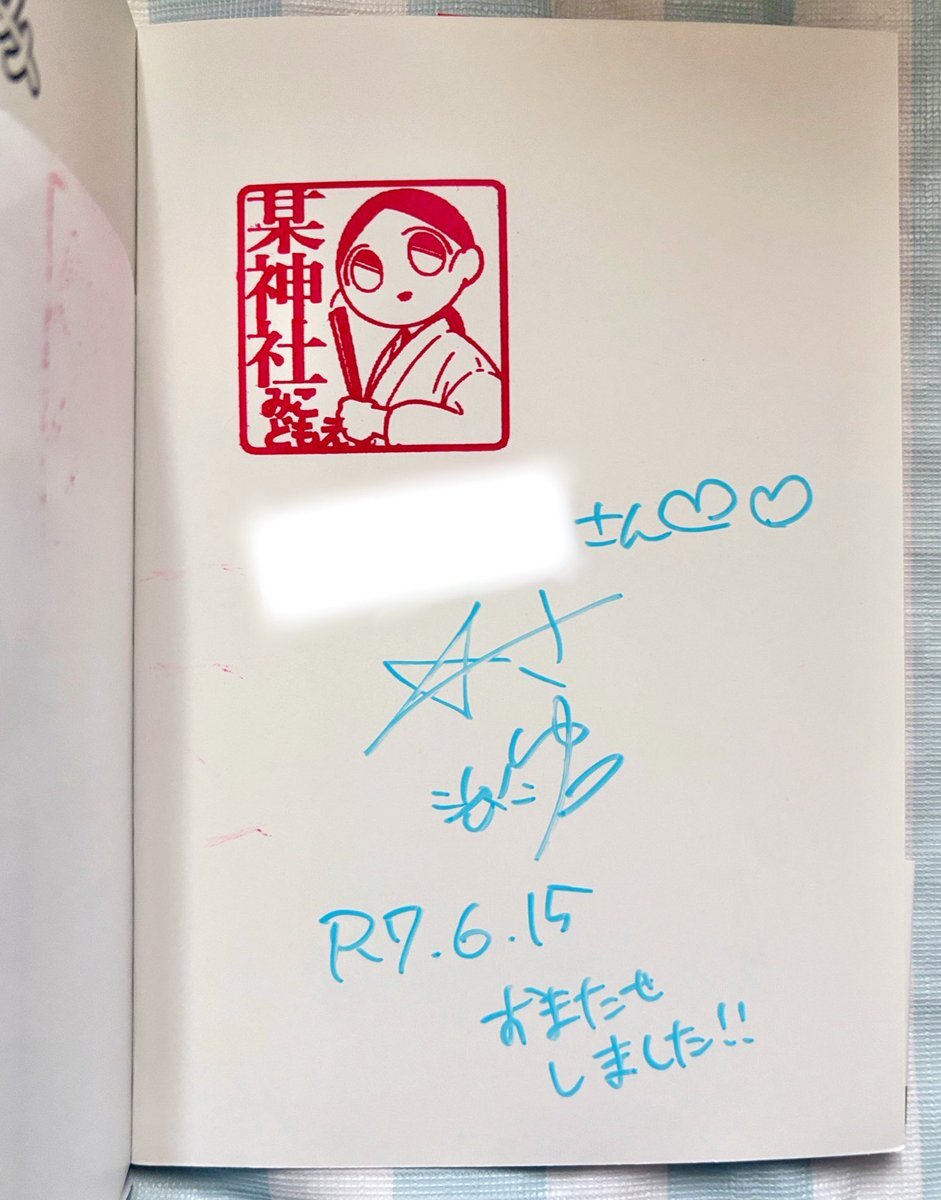 某神社
みこ
ともえ
さん♡♡
R7.6.15
おまたせ
しました!!